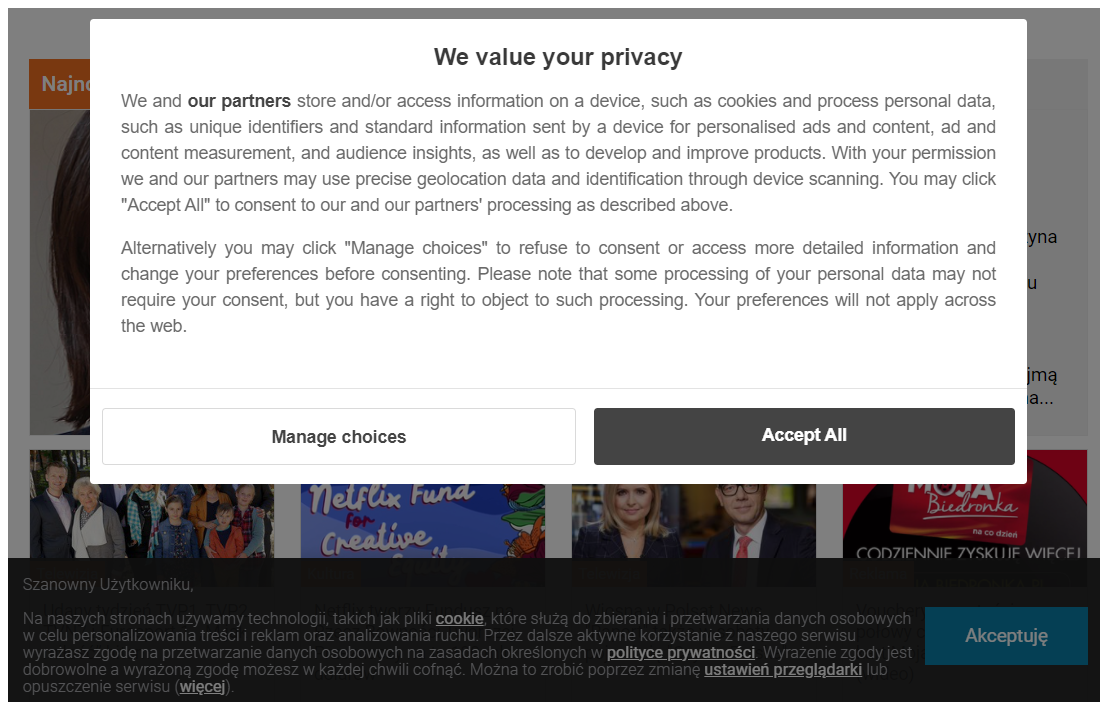 We value your privacy
We and our partners store and/or access information on a device, such as cookies and process personal data,
such as unique identifiers and standard information sent by a device for personalised ads and content, ad and
content measurement, and audience insights, as well as to develop and improve products. With your permission
we and our partners may use precise geolocation data and identification through device scanning. You may click
"Accept All" to consent to our and our partners' processing as described above.
Alternatively you may click "Manage choices" to refuse to consent or access more detailed information and
change your preferences before consenting. Please note that some processing of your personal data may not
require your consent, but you have a right to object to such processing. Your preferences will not apply across
the web.
Manage choices
Accept All
Netflix Fund
for
Creative
MOJA
Biedronka
na co dzień
CODZIENNIE ZYSKUJĘ WIĘCEJ
Szanowny Użytkowniku,
Na naszych stronach używamy technologii, takich jak pliki cookie, które służą do zbierania i przetwarzania danych osobowych
w celu personalizowania treści i reklam oraz analizowania ruchu. Przez dalsze aktywne korzystanie z naszego serwisu
wyrażasz zgodę na przetwarzanie danych osobowych na zasadach określonych w polityce prywatności. Wyrażenie zgody jest
dobrowolne a wyrażoną zgodę możesz w każdej chwili cofnąć. Można to zrobić poprzez zmianę ustawień przeglądarki lub
opuszczenie serwisu (więcej).
Akceptuję